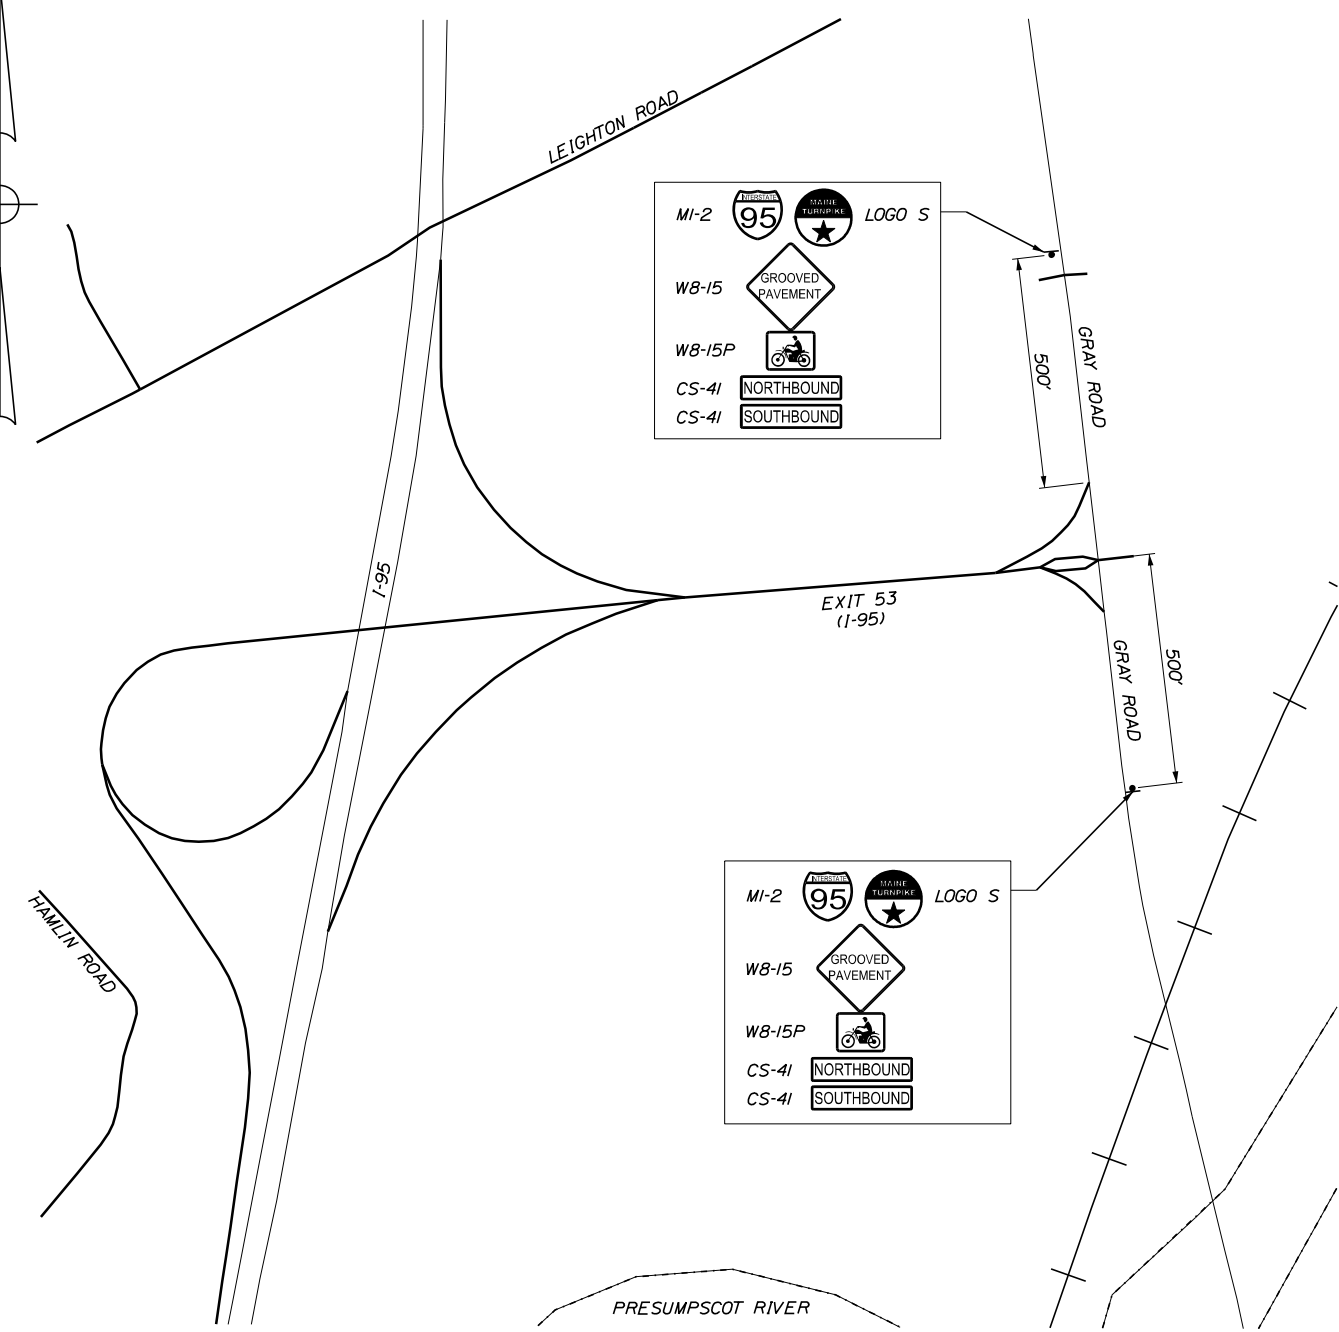 LEIGHTON ROAD
M1-2 INTERSTATE 95 MAINE TURNPIKE LOGO S
W8-15 GROOVED PAVEMENT
W8-15P
CS-41 NORTHBOUND
CS-41 SOUTHBOUND
500'
GRAY ROAD
I-95
EXIT 53
(I-95)
GRAY ROAD
500'
HAMLIN ROAD
M1-2 INTERSTATE 95 MAINE TURNPIKE LOGO S
W8-15 GROOVED PAVEMENT
W8-15P
CS-41 NORTHBOUND
CS-41 SOUTHBOUND
PRESUMPSCOT RIVER